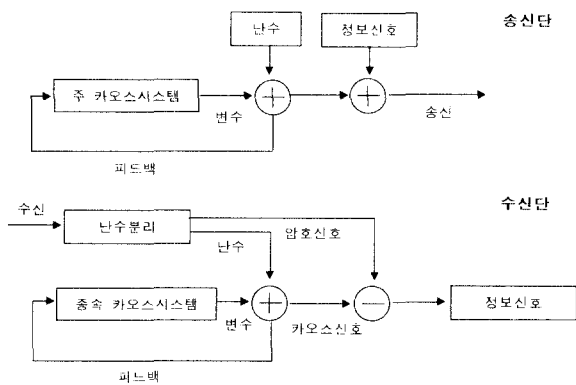 송신단
난수
정보신호
주 카오스시스템
변수
송신
피드백
수신단
수신
난수분리
난수
암호신호
종속 카오스시스템
변수
카오스신호
정보신호
피드백